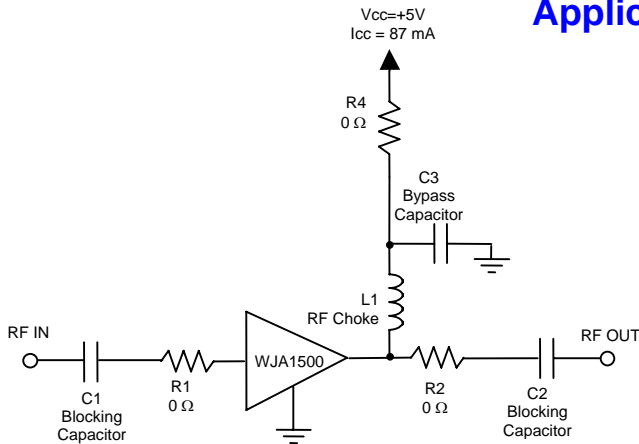 Applic
Vcc=+5V
Icc = 87 mA
R4
0 Ω
C3
Bypass
Capacitor
L1
RF Choke
RF IN
WJA1500
RF OUT
C1
Blocking
Capacitor
R1
0 Ω
R2
0 Ω
C2
Blocking
Capacitor